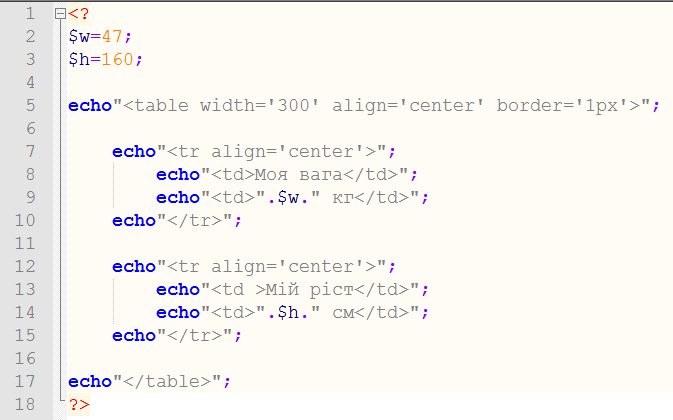 1 <?
2 $w=47;
3 $h=160;
4
5 echo"<table width='300' align='center' border='1px'>";
6
7 echo"<tr align='center'>";
8 echo"<td>Моя вага</td>";
9 echo"<td>".$w." кг</td>";
10 echo"</tr>";
11
12 echo"<tr align='center'>";
13 echo"<td >Мій ріст</td>";
14 echo"<td>".$h." см</td>";
15 echo"</tr>";
16
17 echo"</table>";
18 ?>